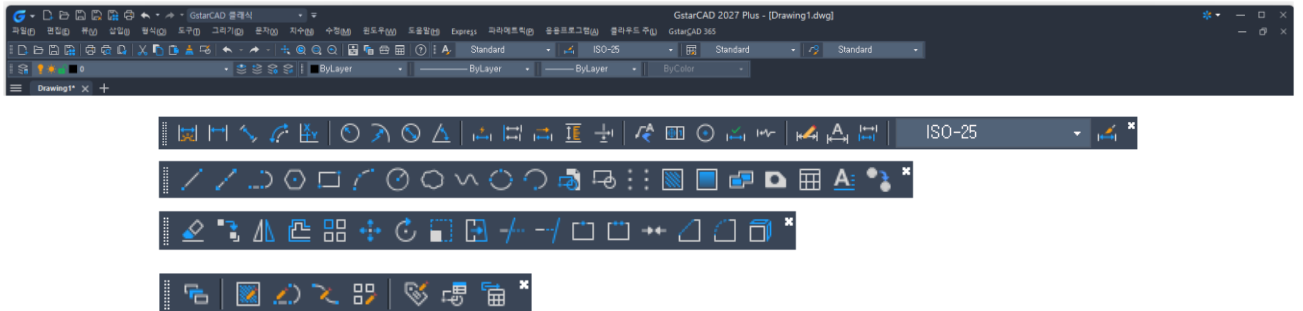 GstarCAD 클래식 GstarCAD 2027 Plus - [Drawing1.dwg]
파일(F) 편집(E) 뷰(V) 삽입(I) 형식(O) 도구(T) 그리기(D) 문자(X) 치수(N) 수정(M) 윈도우(W) 도움말(H) Express 파라메트릭(P) 응용프로그램(A) 클라우드 주(L) GstarCAD 365
Standard ISO-25 Standard Standard
0 ByLayer ByLayer ByLayer ByColor
Drawing1*
ISO-25